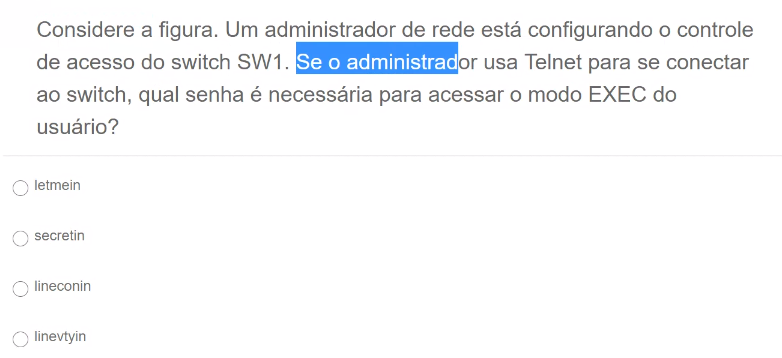 Considere a figura. Um administrador de rede está configurando o controle
de acesso do switch SW1. Se o administrador usa Telnet para se conectar
ao switch, qual senha é necessária para acessar o modo EXEC do
usuário?
letmein
secretin
lineconin
linevtyin